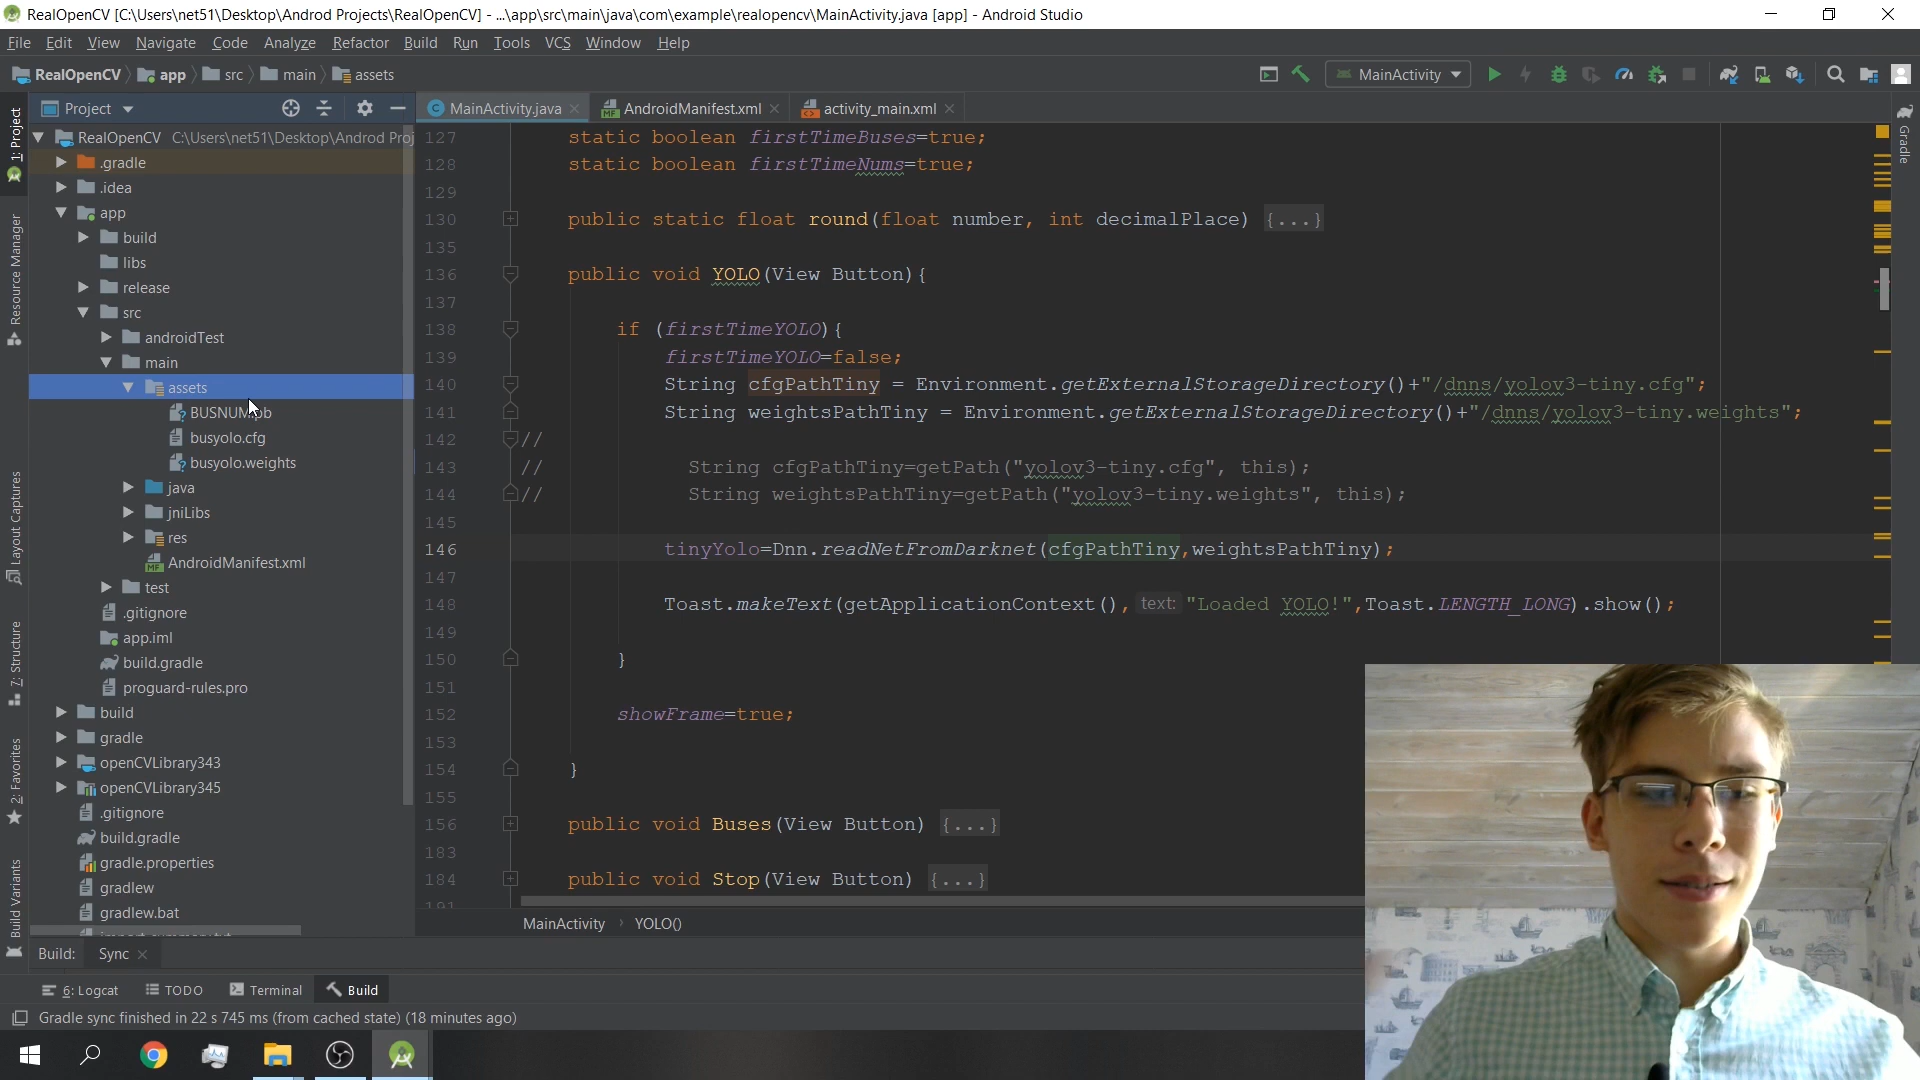 RealOpenCV [C:\Users\net51\Desktop\Androd Projects\RealOpenCV] - ...\app\src\main\java\com\example\realopencv\MainActivity.java [app] - Android Studio
File Edit View Navigate Code Analyze Refactor Build Run Tools VCS Window Help
RealOpenCV app src main assets MainActivity
Project
MainActivity.java AndroidManifest.xml activity_main.xml
1: Project
Resource Manager
Layout Captures
7: Structure
2: Favorites
Build Variants
Gradle
RealOpenCV C:\Users\net51\Desktop\Androd Proj
.gradle
.idea
app
build
libs
release
src
androidTest
main
assets
BUSNUM.pb
busyolo.cfg
busyolo.weights
java
jniLibs
res
AndroidManifest.xml
test
.gitignore
app.iml
build.gradle
proguard-rules.pro
build
gradle
openCVLibrary343
openCVLibrary345
.gitignore
build.gradle
gradle.properties
gradlew
gradlew.bat
127 static boolean firstTimeBuses=true;
128 static boolean firstTimeNums=true;
129
130 public static float round(float number, int decimalPlace) {...}
135
136 public void YOLO(View Button){
137
138 if (firstTimeYOLO){
139 firstTimeYOLO=false;
140 String cfgPathTiny = Environment.getExternalStorageDirectory()+"/dnns/yolov3-tiny.cfg";
141 String weightsPathTiny = Environment.getExternalStorageDirectory()+"/dnns/yolov3-tiny.weights";
142 //
143 // String cfgPathTiny=getPath("yolov3-tiny.cfg", this);
144 // String weightsPathTiny=getPath("yolov3-tiny.weights", this);
145
146 tinyYolo=Dnn.readNetFromDarknet(cfgPathTiny,weightsPathTiny);
147
148 Toast.makeText(getApplicationContext(), text: "Loaded YOLO!",Toast.LENGTH_LONG).show();
149
150 }
151
152 showFrame=true;
153
154 }
155
156 public void Buses(View Button) {...}
183
184 public void Stop(View Button) {...}
191
MainActivity YOLO()
Build: Sync
6: Logcat TODO Terminal Build
Gradle sync finished in 22 s 745 ms (from cached state) (18 minutes ago)